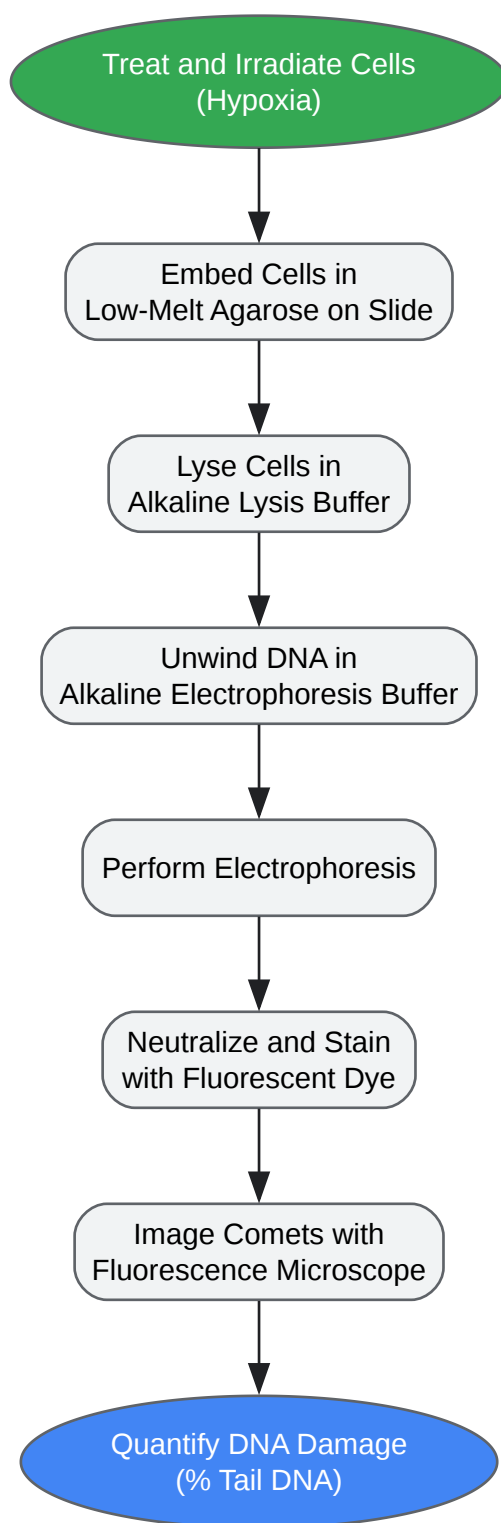 Treat and Irradiate Cells
(Hypoxia)
Embed Cells in
Low-Melt Agarose on Slide
Lyse Cells in
Alkaline Lysis Buffer
Unwind DNA in
Alkaline Electrophoresis Buffer
Perform Electrophoresis
Neutralize and Stain
with Fluorescent Dye
Image Comets with
Fluorescence Microscope
Quantify DNA Damage
(% Tail DNA)